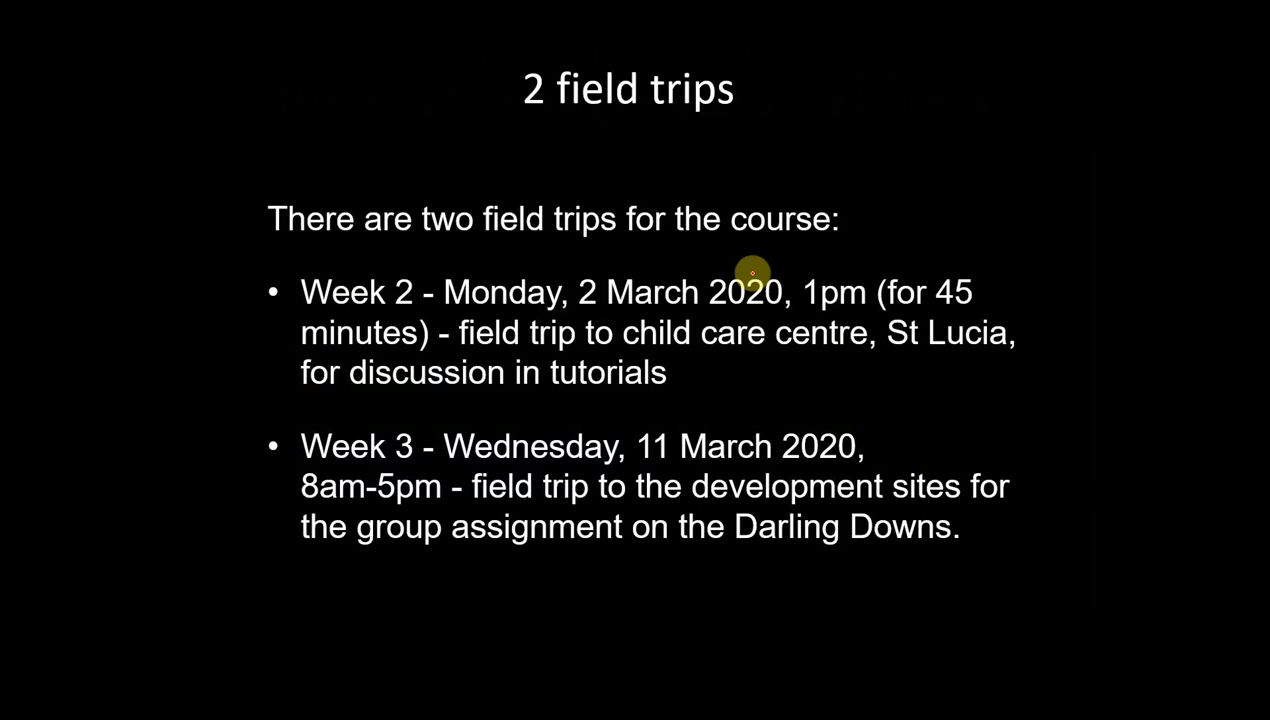 2 field trips
There are two field trips for the course:
• Week 2 - Monday, 2 March 2020, 1pm (for 45
minutes) - field trip to child care centre, St Lucia,
for discussion in tutorials
• Week 3 - Wednesday, 11 March 2020,
8am-5pm - field trip to the development sites for
the group assignment on the Darling Downs.